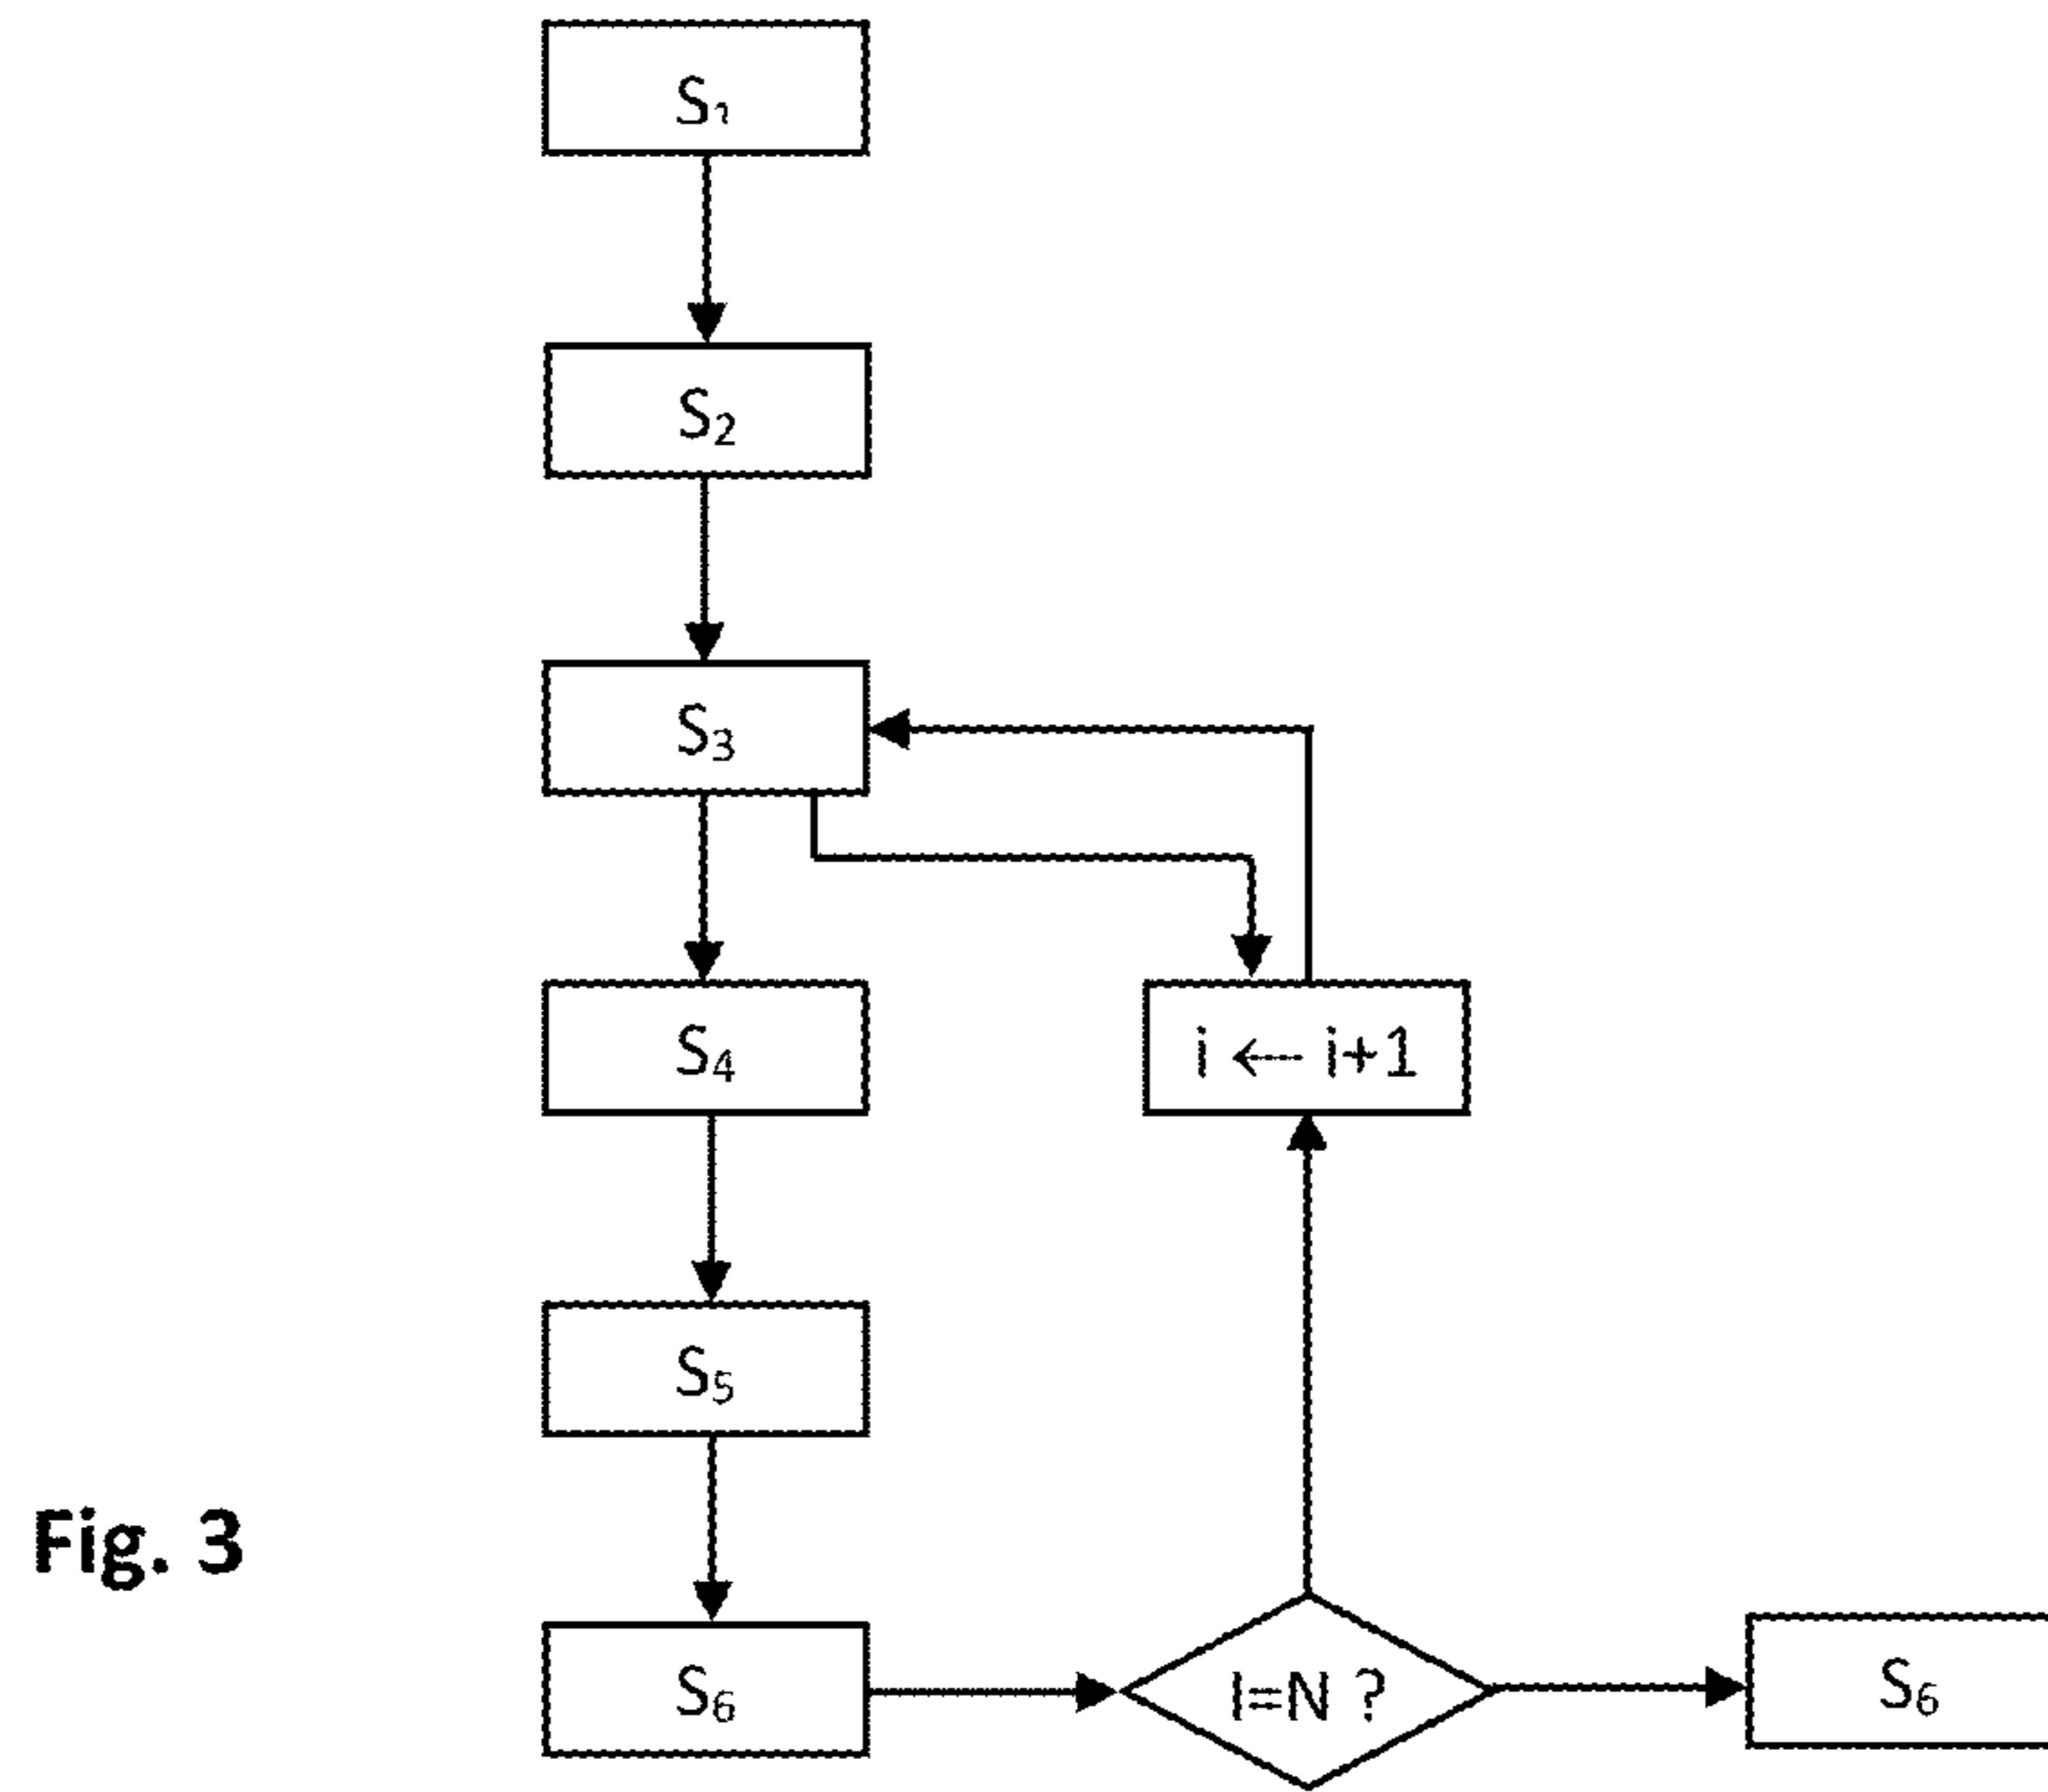 S₁
S₂
S₃
S₄
i ← i+1
S₅
Fig. 3
S₆
I=N ?
S₆